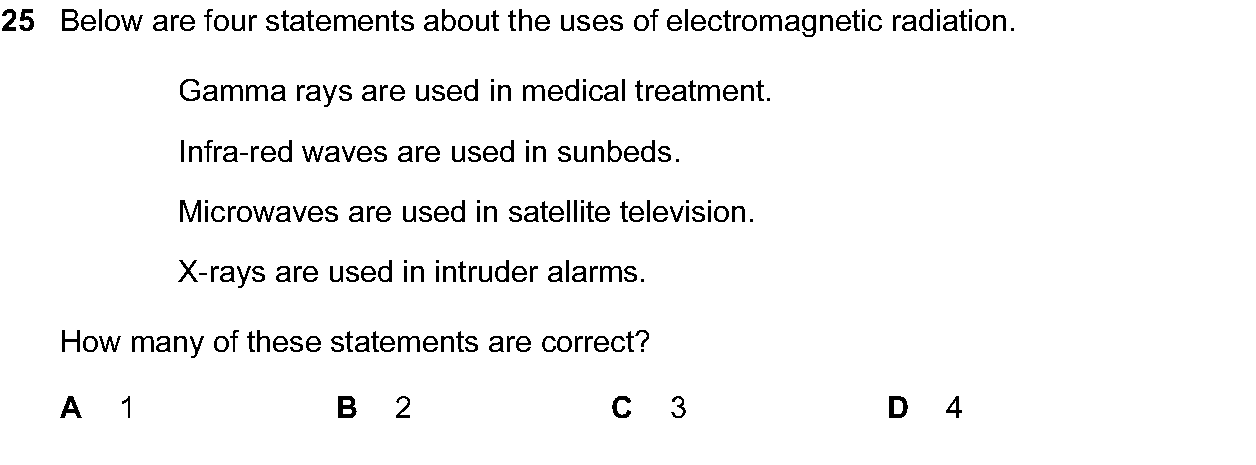 25 Below are four statements about the uses of electromagnetic radiation.
Gamma rays are used in medical treatment.
Infra-red waves are used in sunbeds.
Microwaves are used in satellite television.
X-rays are used in intruder alarms.
How many of these statements are correct?
A 1 B 2 C 3 D 4